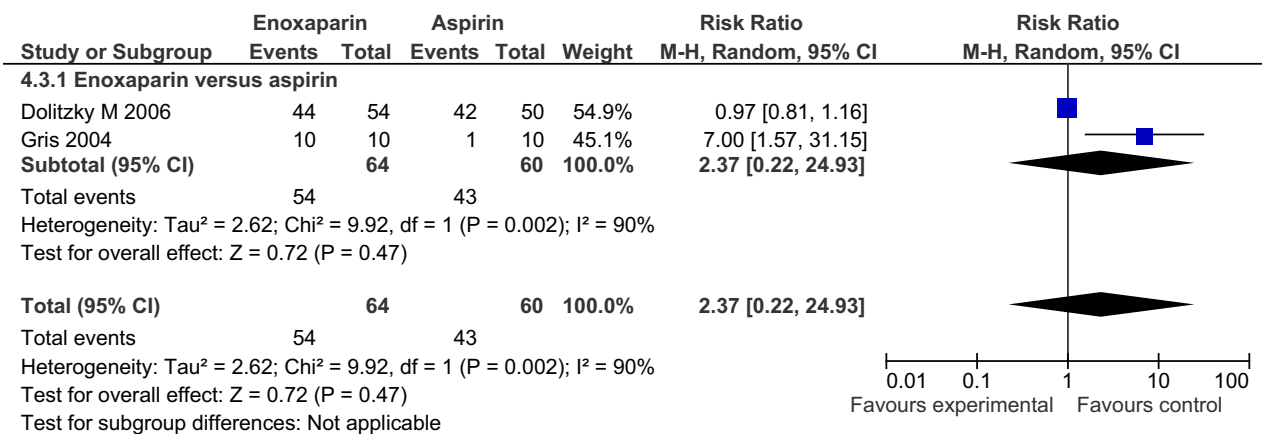 Enoxaparin Aspirin Risk Ratio Risk Ratio
Study or Subgroup Events Total Events Total Weight M-H, Random, 95% CI M-H, Random, 95% CI
4.3.1 Enoxaparin versus aspirin
Dolitzky M 2006 44 54 42 50 54.9% 0.97 [0.81, 1.16]
Gris 2004 10 10 1 10 45.1% 7.00 [1.57, 31.15]
Subtotal (95% CI) 64 60 100.0% 2.37 [0.22, 24.93]
Total events 54 43
Heterogeneity: Tau² = 2.62; Chi² = 9.92, df = 1 (P = 0.002); I² = 90%
Test for overall effect: Z = 0.72 (P = 0.47)
Total (95% CI) 64 60 100.0% 2.37 [0.22, 24.93]
Total events 54 43
Heterogeneity: Tau² = 2.62; Chi² = 9.92, df = 1 (P = 0.002); I² = 90%
Test for overall effect: Z = 0.72 (P = 0.47)
Test for subgroup differences: Not applicable
0.01 0.1 1 10 100
Favours experimental Favours control